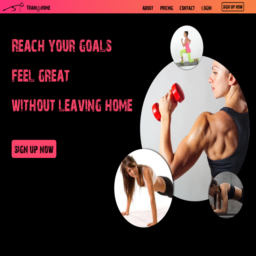 TRAIN@HOME
ABOUT PRICING CONTACT LOGIN SIGN UP NOW
REACH YOUR GOALS
FEEL GREAT
WITHOUT LEAVING HOME
SIGN UP NOW